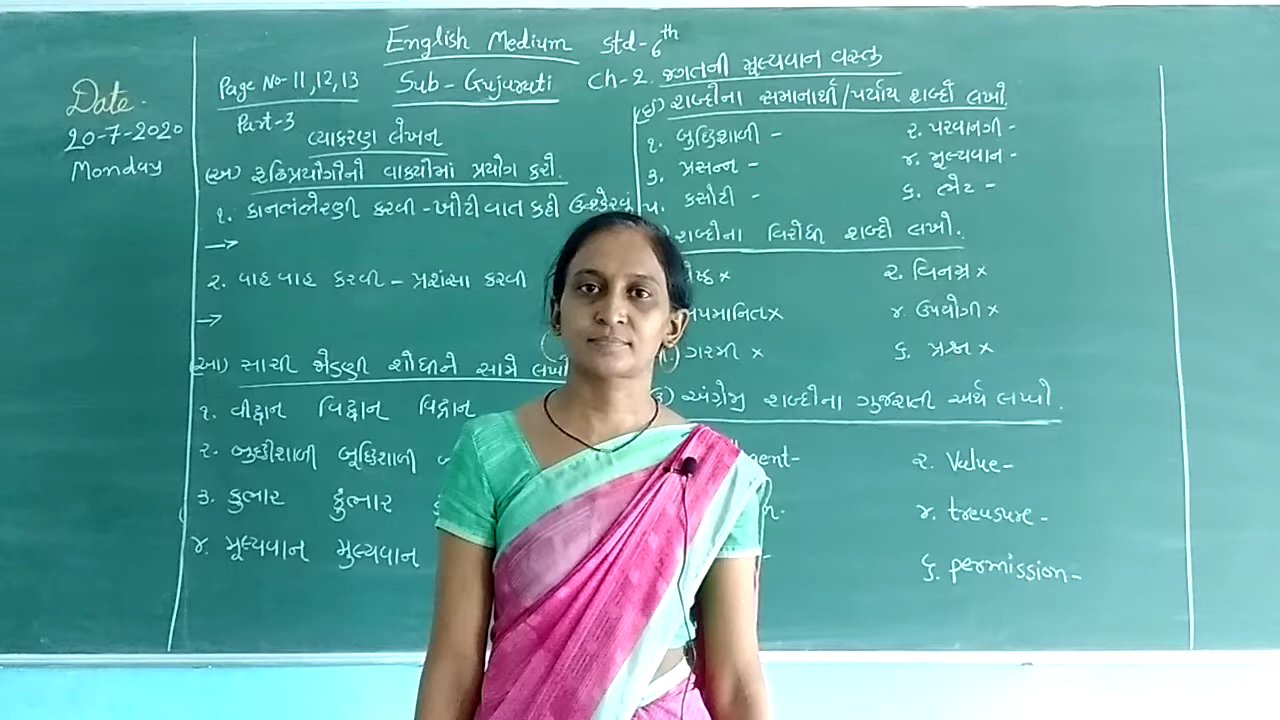 English Medium std-6th
Date.
20-7-2020
Monday
Page No-11,12,13
Sub - Gujarati
ch-2. જગતની મૂલ્યવાન વસ્તુ
Part-3
વ્યાકરણ લેખન
(અ) રૂઢિપ્રયોગોનો વાક્યોમાં પ્રયોગ કરો.
૧. કાનભંભેરણી કરવી - ખોટી વાત કહી ઉશ્કેરવું
→
૨. વાહ વાહ કરવી - પ્રશંસા કરવી
→
(આ) સાચી જોડણી શોધીને સામે લખો
૧. વીદ્વાન વિદ્વાન વિદ્વાન
૨. બુદ્ધીશાળી બૂદ્ધિશાળી
૩. કુભાર કુંભાર
૪. મૂલ્યવાન મુલ્યવાન
(ઈ) શબ્દોના સમાનાર્થી/પર્યાય શબ્દો લખો.
૧. બુદ્ધિશાળી - ૨. પરવાનગી -
૩. પ્રસન્ન - ૪. મૂલ્યવાન -
૫. કસોટી - ૬. ભેટ -
શબ્દોના વિરોધી શબ્દો લખો.
૨. વિનમ્ર ×
૪. ઉપયોગી ×
ગરમી × ૬. પ્રશ્ન ×
અંગ્રેજી શબ્દોના ગુજરાતી અર્થ લખો.
૨. Value-
૪. treasure -
૬. permission-